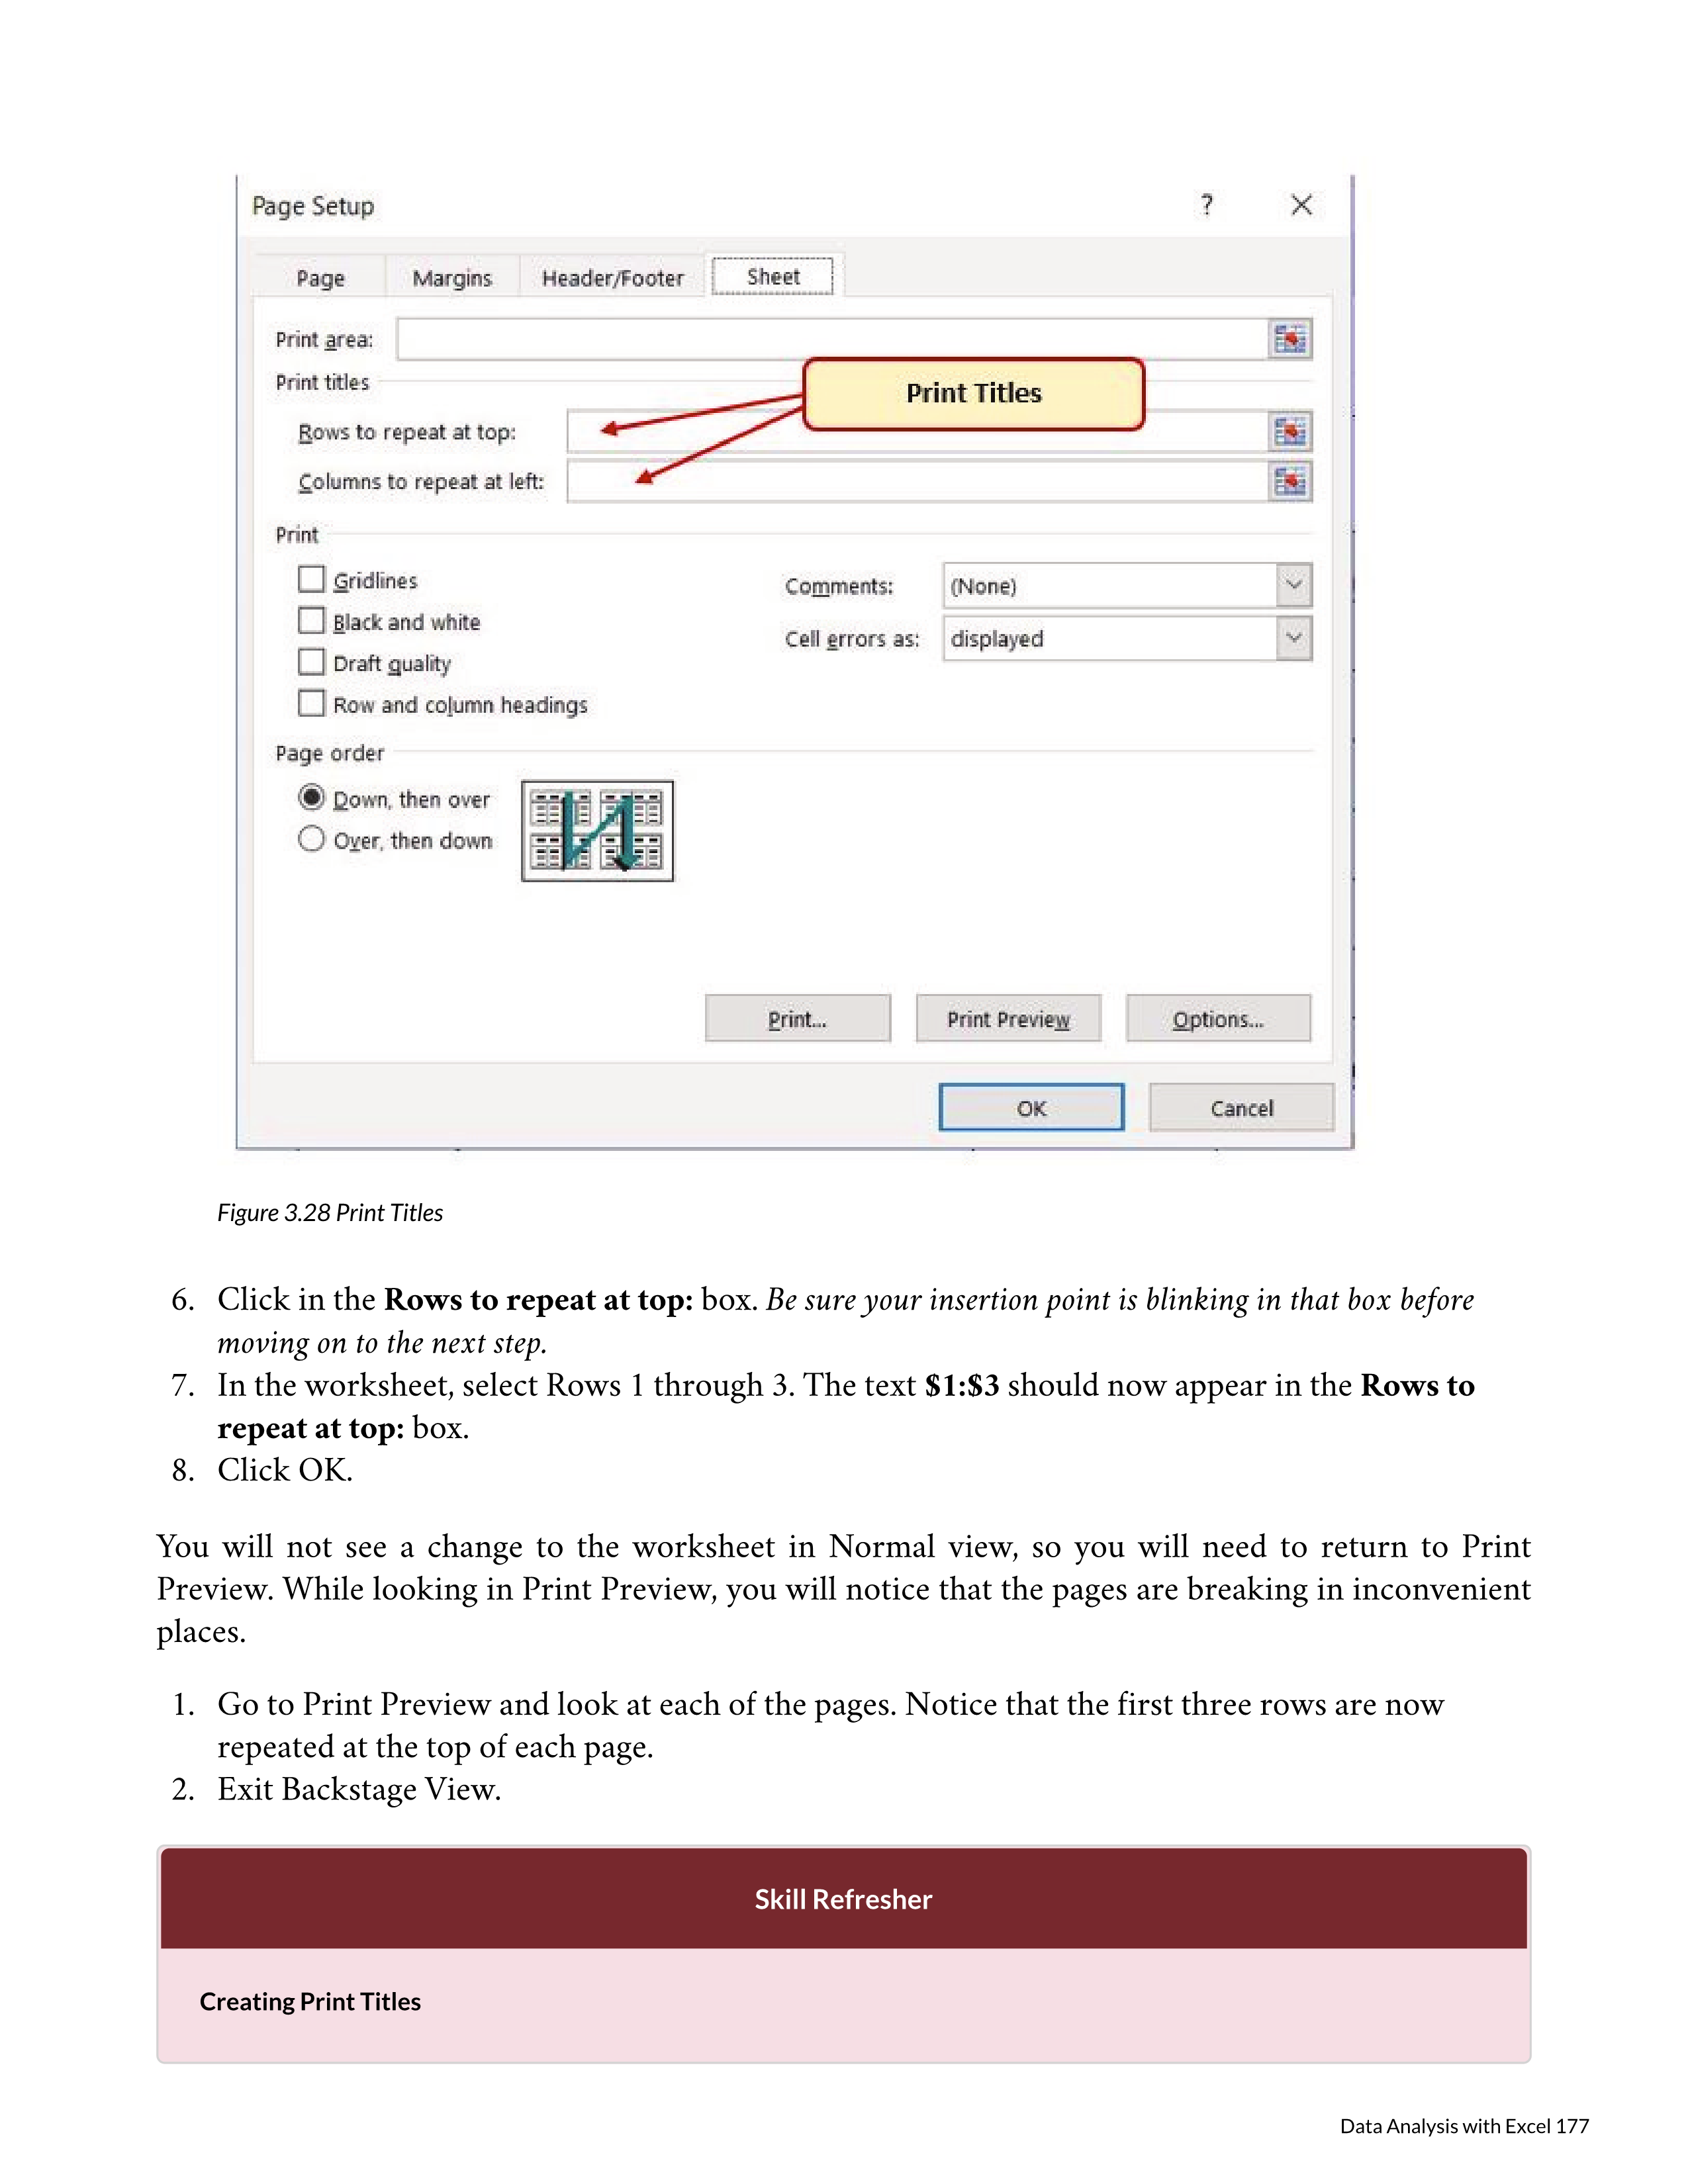 Page Setup ? ×
Page Margins Header/Footer Sheet
Print area:
Print titles
Print Titles
Rows to repeat at top:
Columns to repeat at left:
Print
Gridlines
Comments: (None)
Black and white
Cell errors as: displayed
Draft quality
Row and column headings
Page order
Down, then over
Over, then down
Print... Print Preview Options...
OK Cancel
Figure 3.28 Print Titles
6. Click in the Rows to repeat at top: box. Be sure your insertion point is blinking in that box before
moving on to the next step.
7. In the worksheet, select Rows 1 through 3. The text $1:$3 should now appear in the Rows to
repeat at top: box.
8. Click OK.
You will not see a change to the worksheet in Normal view, so you will need to return to Print
Preview. While looking in Print Preview, you will notice that the pages are breaking in inconvenient
places.
1. Go to Print Preview and look at each of the pages. Notice that the first three rows are now
repeated at the top of each page.
2. Exit Backstage View.
Skill Refresher
Creating Print Titles
Data Analysis with Excel 177